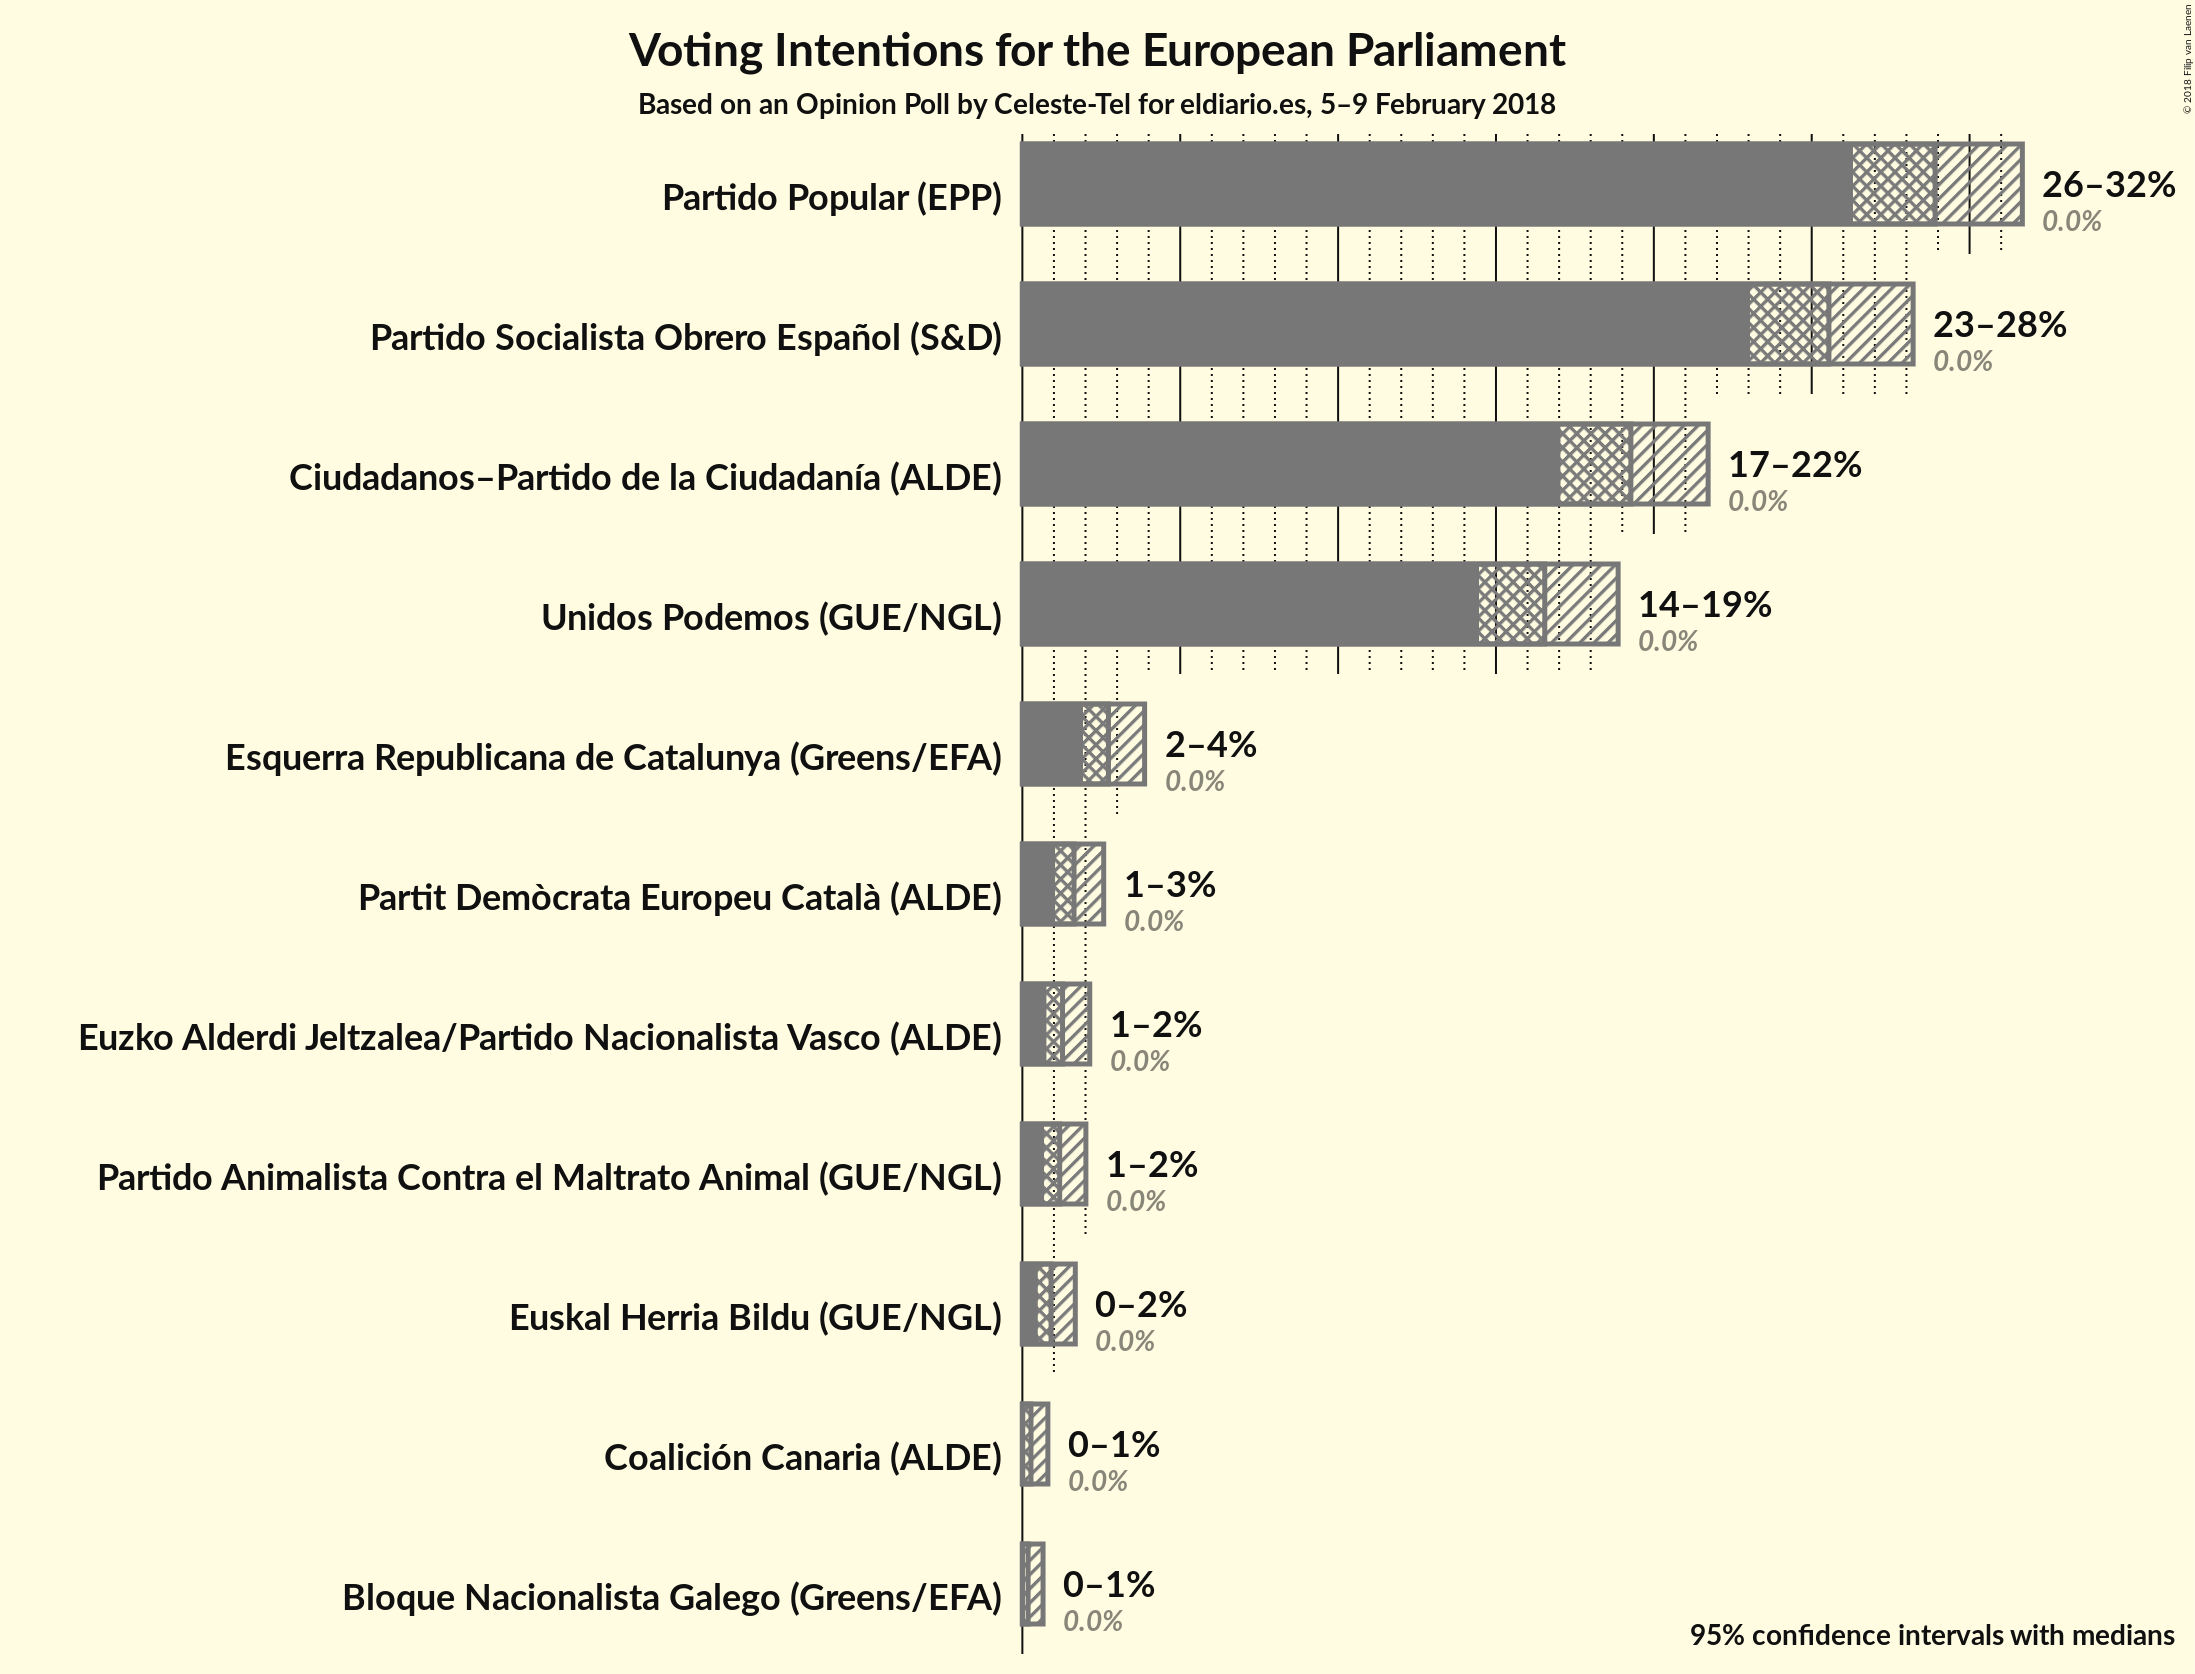 Voting Intentions for the European Parliament
Based on an Opinion Poll by Celeste-Tel for eldiario.es, 5–9 February 2018
© 2018 Filip van Laenen
Partido Popular (EPP)
26–32%
0.0%
Partido Socialista Obrero Español (S&D)
23–28%
0.0%
Ciudadanos–Partido de la Ciudadanía (ALDE)
17–22%
0.0%
Unidos Podemos (GUE/NGL)
14–19%
0.0%
Esquerra Republicana de Catalunya (Greens/EFA)
2–4%
0.0%
Partit Demòcrata Europeu Català (ALDE)
1–3%
0.0%
Euzko Alderdi Jeltzalea/Partido Nacionalista Vasco (ALDE)
1–2%
0.0%
Partido Animalista Contra el Maltrato Animal (GUE/NGL)
1–2%
0.0%
Euskal Herria Bildu (GUE/NGL)
0–2%
0.0%
Coalición Canaria (ALDE)
0–1%
0.0%
Bloque Nacionalista Galego (Greens/EFA)
0–1%
0.0%
95% confidence intervals with medians